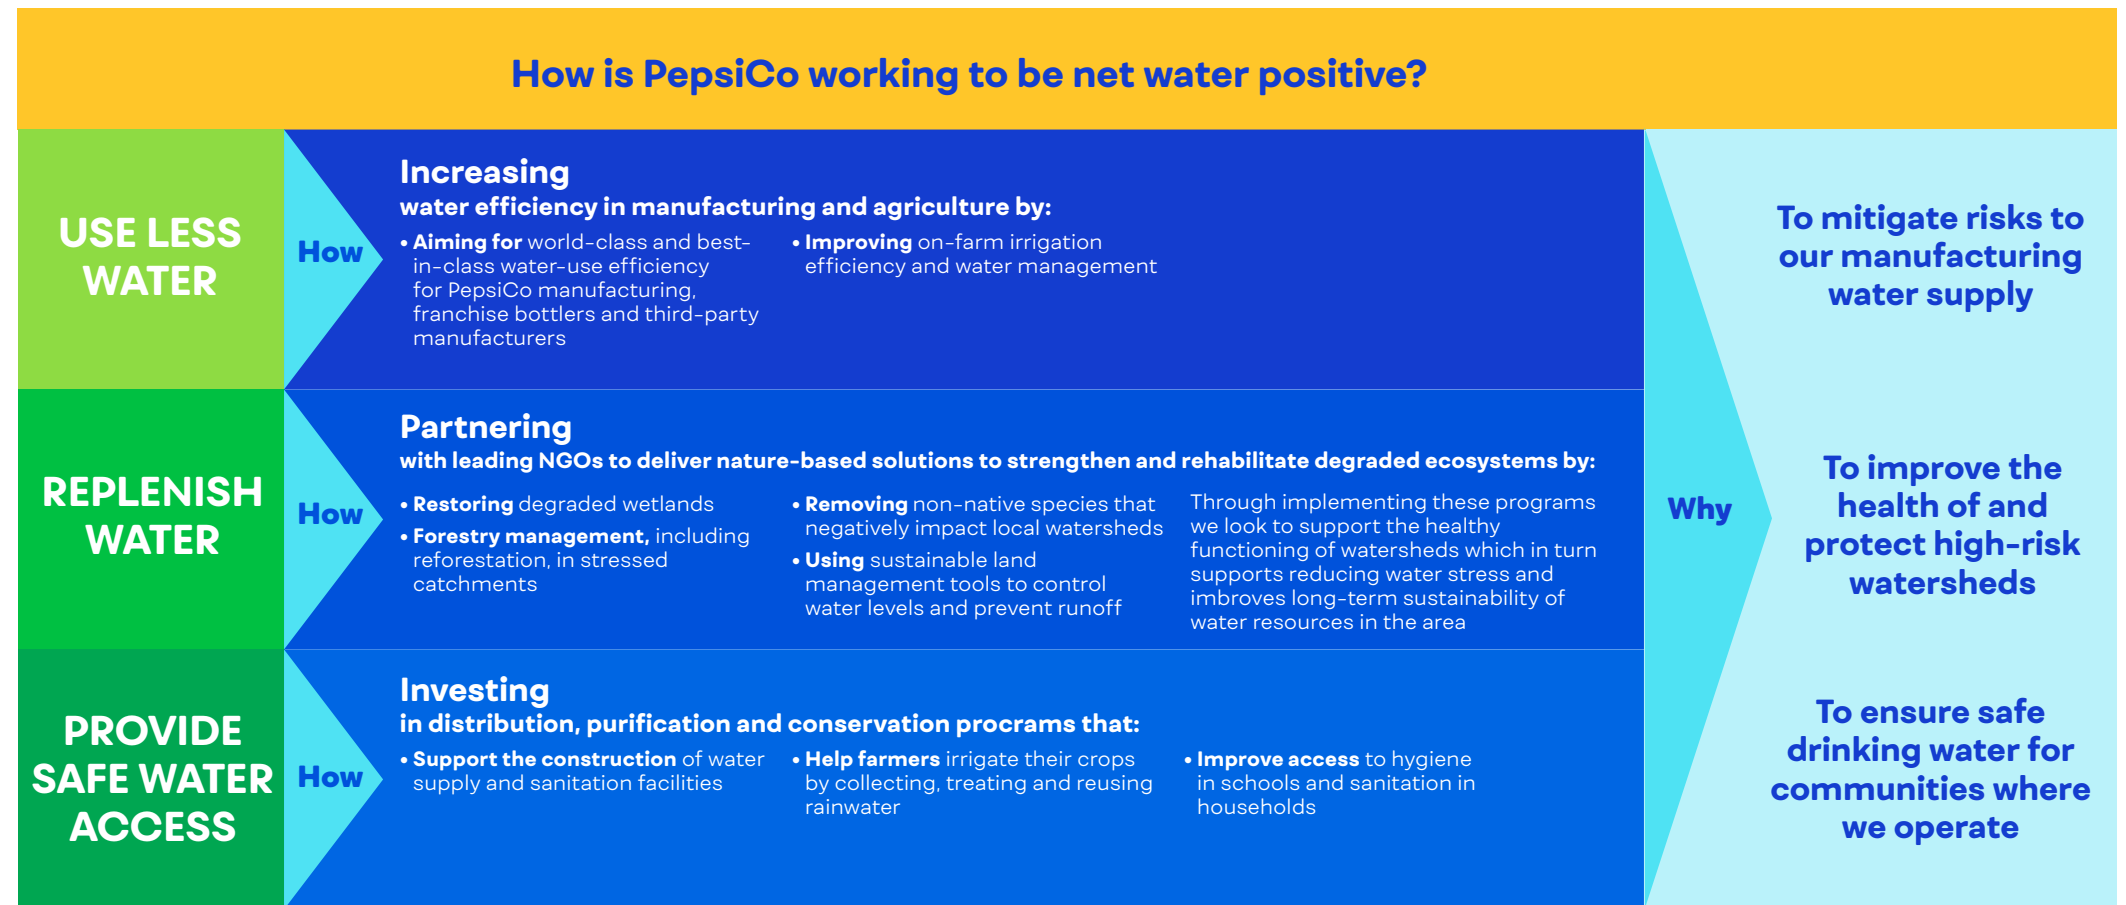 How is PepsiCo working to be net water positive?
USE LESS
WATER
How
Increasing
water efficiency in manufacturing and agriculture by:
• Aiming for world-class and best-
in-class water-use efficiency
for PepsiCo manufacturing,
franchise bottlers and third-party
manufacturers
• Improving on-farm irrigation
efficiency and water management
REPLENISH
WATER
How
Partnering
with leading NGOs to deliver nature-based solutions to strengthen and rehabilitate degraded ecosystems by:
• Restoring degraded wetlands
• Forestry management, including
reforestation, in stressed
catchments
• Removing non-native species that
negatively impact local watersheds
• Using sustainable land
management tools to control
water levels and prevent runoff
Through implementing these programs
we look to support the healthy
functioning of watersheds which in turn
supports reducing water stress and
imbroves long-term sustainability of
water resources in the area
PROVIDE
SAFE WATER
ACCESS
How
Investing
in distribution, purification and conservation procrams that:
• Support the construction of water
supply and sanitation facilities
• Help farmers irrigate their crops
by collecting, treating and reusing
rainwater
• Improve access to hygiene
in schools and sanitation in
households
Why
To mitigate risks to
our manufacturing
water supply
To improve the
health of and
protect high-risk
watersheds
To ensure safe
drinking water for
communities where
we operate